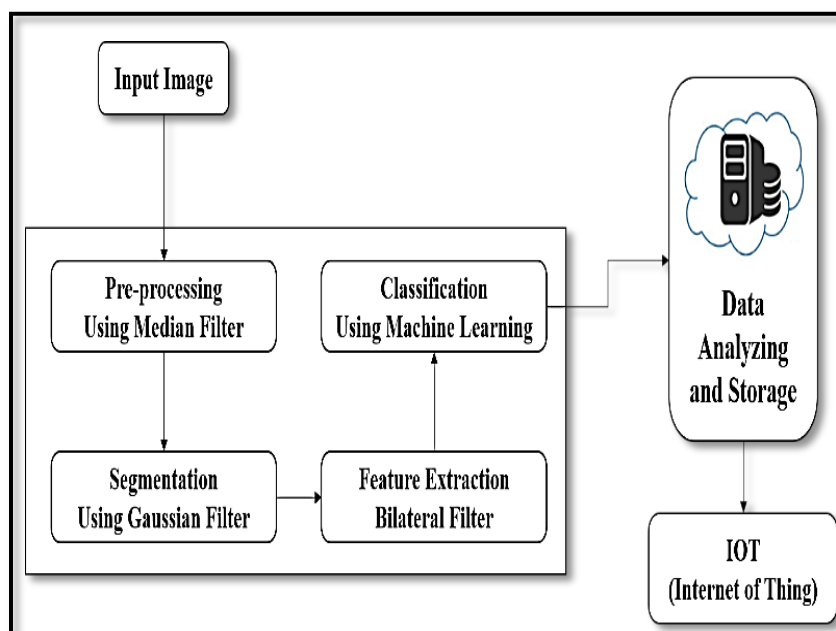 Input Image
Pre-processing
Using Median Filter
Segmentation
Using Gaussian Filter
Feature Extraction
Bilateral Filter
Classification
Using Machine Learning
Data
Analyzing
and Storage
IOT
(Internet of Thing)